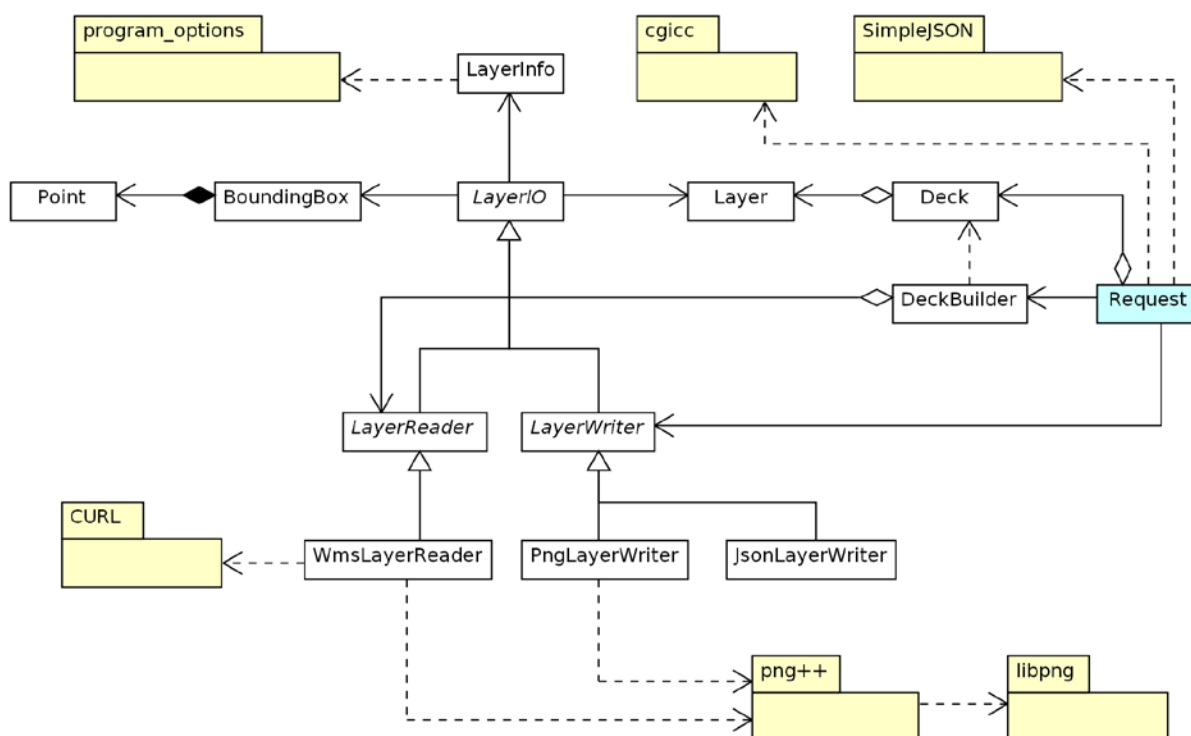 program_options
cgicc
SimpleJSON
LayerInfo
Point
BoundingBox
LayerIO
Layer
Deck
DeckBuilder
Request
LayerReader
LayerWriter
CURL
WmsLayerReader
PngLayerWriter
JsonLayerWriter
png++
libpng